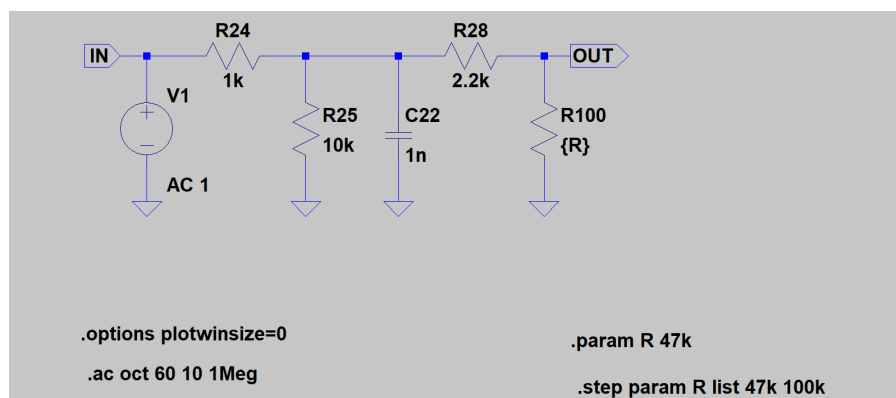 R24
R28
IN
OUT
1k
2.2k
V1
R25
C22
R100
10k
1n
{R}
AC 1
.options plotwinsize=0
.param R 47k
.ac oct 60 10 1Meg
.step param R list 47k 100k